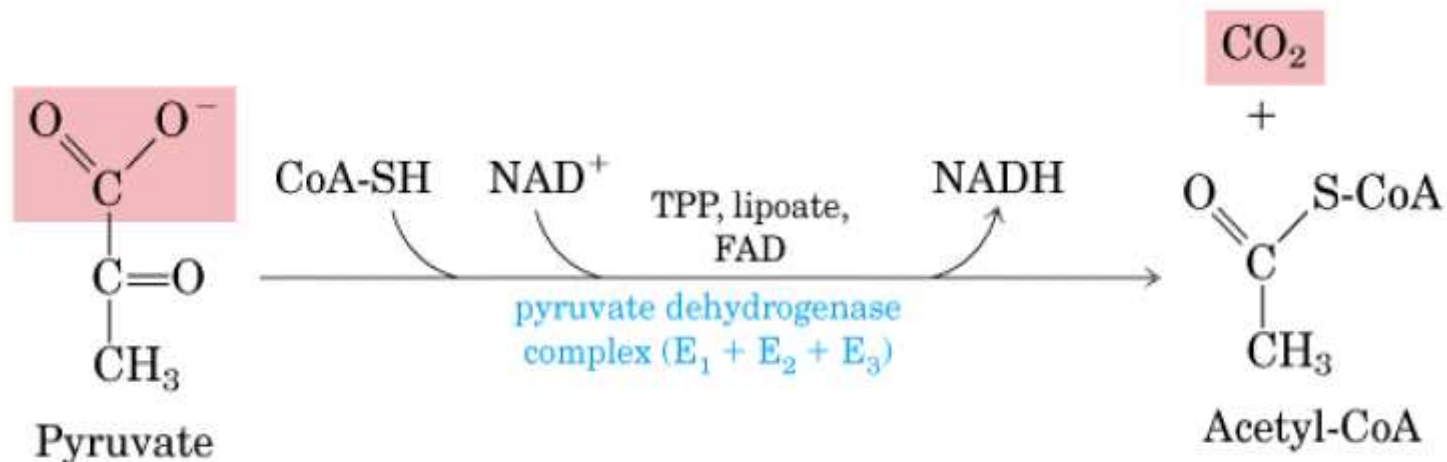 CO₂
+
O O⁻
C
C=O
CH₃
Pyruvate
CoA-SH NAD⁺ NADH
TPP, lipoate,
FAD
pyruvate dehydrogenase
complex (E₁ + E₂ + E₃)
O S-CoA
C
CH₃
Acetyl-CoA